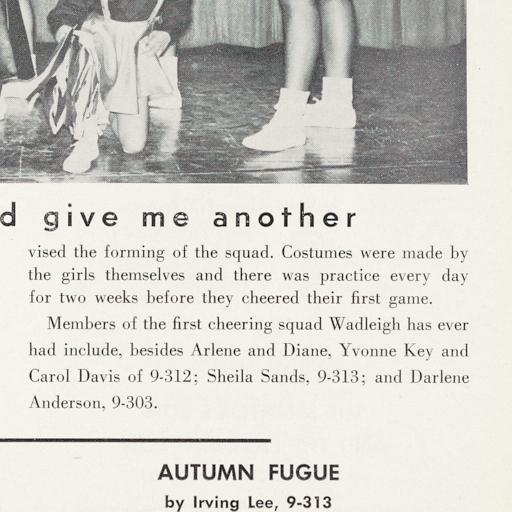 d give me another
vised the forming of the squad. Costumes were made by
the girls themselves and there was practice every day
for two weeks before they cheered their first game.
Members of the first cheering squad Wadleigh has ever
had include, besides Arlene and Diane, Yvonne Key and
Carol Davis of 9-312; Sheila Sands, 9-313; and Darlene
Anderson, 9-303.
AUTUMN FUGUE
by Irving Lee, 9-313